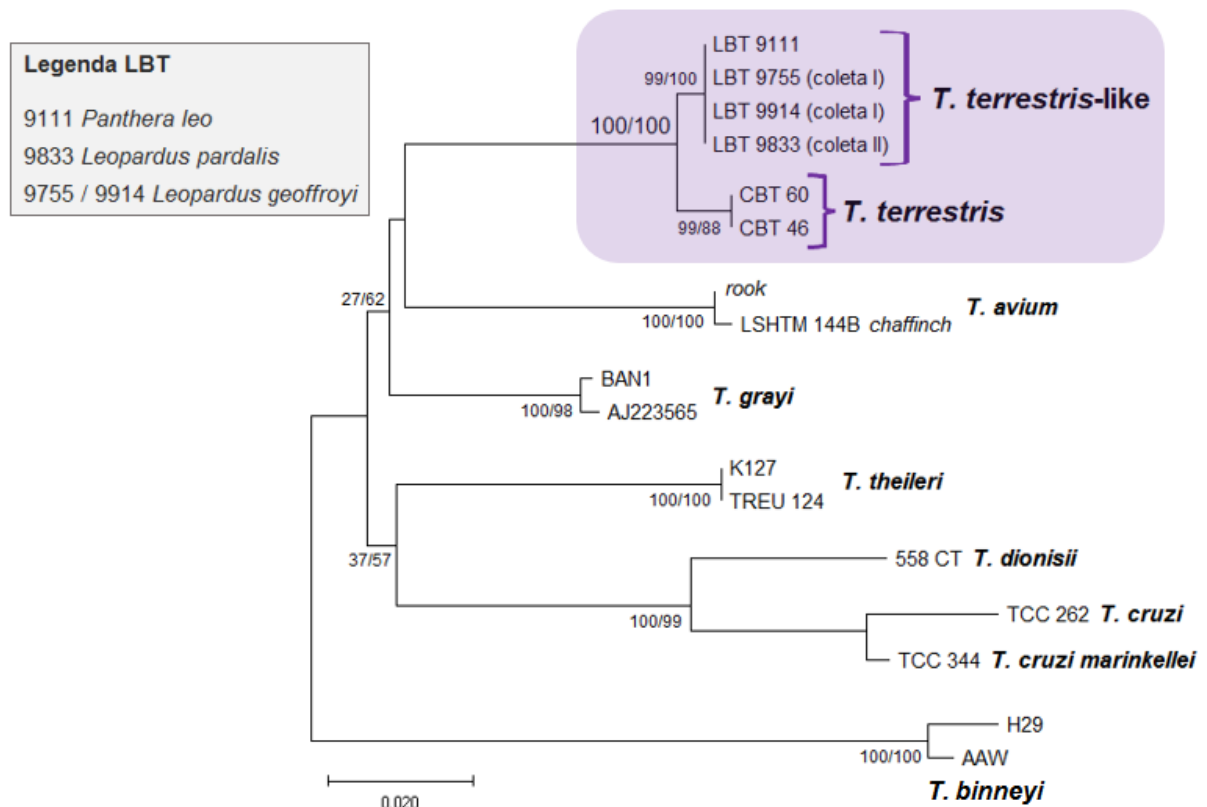 Legenda LBT
9111 Panthera leo
9833 Leopardus pardalis
9755 / 9914 Leopardus geoffroyi
LBT 9111
99/100
LBT 9755 (coleta I)
T. terrestris-like
LBT 9914 (coleta I)
100/100
LBT 9833 (coleta II)
CBT 60
T. terrestris
99/88
CBT 46
rook
27/62
T. avium
100/100
LSHTM 144B chaffinch
BAN1
T. grayi
100/98
AJ223565
K127
T. theileri
100/100
TREU 124
37/57
558 CT T. dionisii
100/99
TCC 262 T. cruzi
TCC 344 T. cruzi marinkellei
H29
100/100
AAW
T. binneyi
0.020